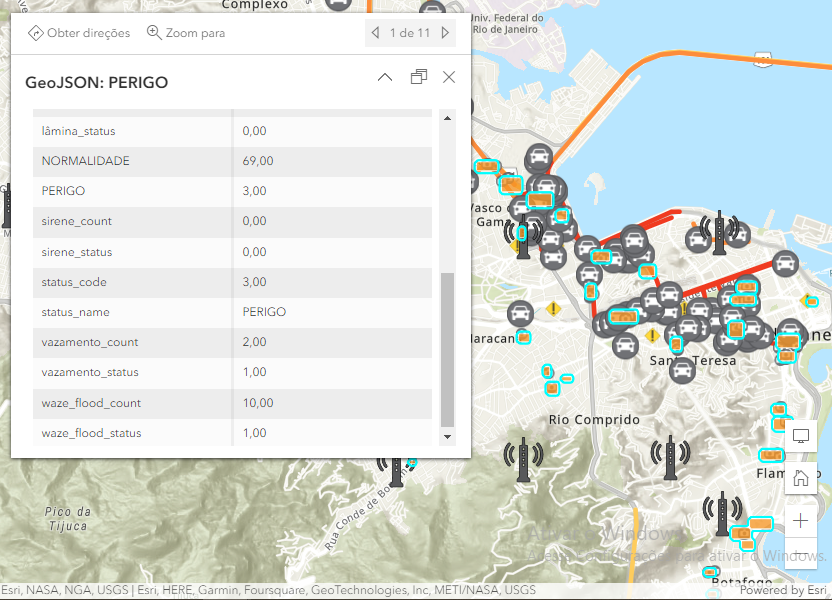 Complexo
Univ. Federal do
Rio de Janeiro
Obter direções
Zoom para
1 de 11
GeoJSON: PERIGO
lâmina_status 0,00
NORMALIDADE 69,00
PERIGO 3,00
sirene_count 0,00
sirene_status 0,00
status_code 3,00
status_name PERIGO
vazamento_count 2,00
vazamento_status 1,00
waze_flood_count 10,00
waze_flood_status 1,00
Vasco
Gama
Maracan
Santa Teresa
Rio Comprido
Flam
Pico da
Tijuca
Rua Conde de Bon
Ativar o Windows
Acesse Configurações para ativar o Windows.
Botafogo
Esri, NASA, NGA, USGS | Esri, HERE, Garmin, Foursquare, GeoTechnologies, Inc, METI/NASA, USGS
Powered by Esri